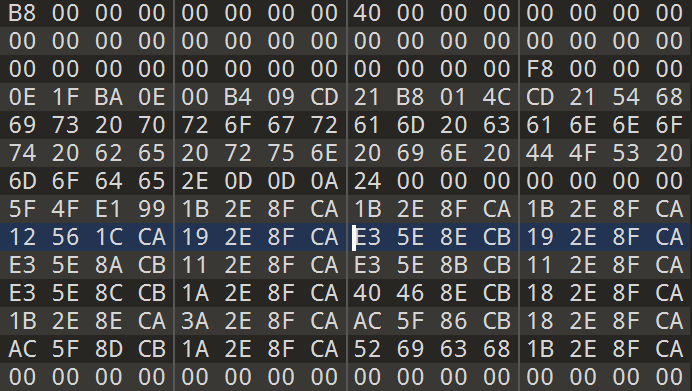 B8 00 00 00 00 00 00 00 40 00 00 00 00 00 00 00
00 00 00 00 00 00 00 00 00 00 00 00 00 00 00 00
00 00 00 00 00 00 00 00 00 00 00 00 F8 00 00 00
0E 1F BA 0E 00 B4 09 CD 21 B8 01 4C CD 21 54 68
69 73 20 70 72 6F 67 72 61 6D 20 63 61 6E 6E 6F
74 20 62 65 20 72 75 6E 20 69 6E 20 44 4F 53 20
6D 6F 64 65 2E 0D 0D 0A 24 00 00 00 00 00 00 00
5F 4F E1 99 1B 2E 8F CA 1B 2E 8F CA 1B 2E 8F CA
12 56 1C CA 19 2E 8F CA E3 5E 8E CB 19 2E 8F CA
E3 5E 8A CB 11 2E 8F CA E3 5E 8B CB 11 2E 8F CA
E3 5E 8C CB 1A 2E 8F CA 40 46 8E CB 18 2E 8F CA
1B 2E 8E CA 3A 2E 8F CA AC 5F 86 CB 18 2E 8F CA
AC 5F 8D CB 1A 2E 8F CA 52 69 63 68 1B 2E 8F CA
00 00 00 00 00 00 00 00 00 00 00 00 00 00 00 00